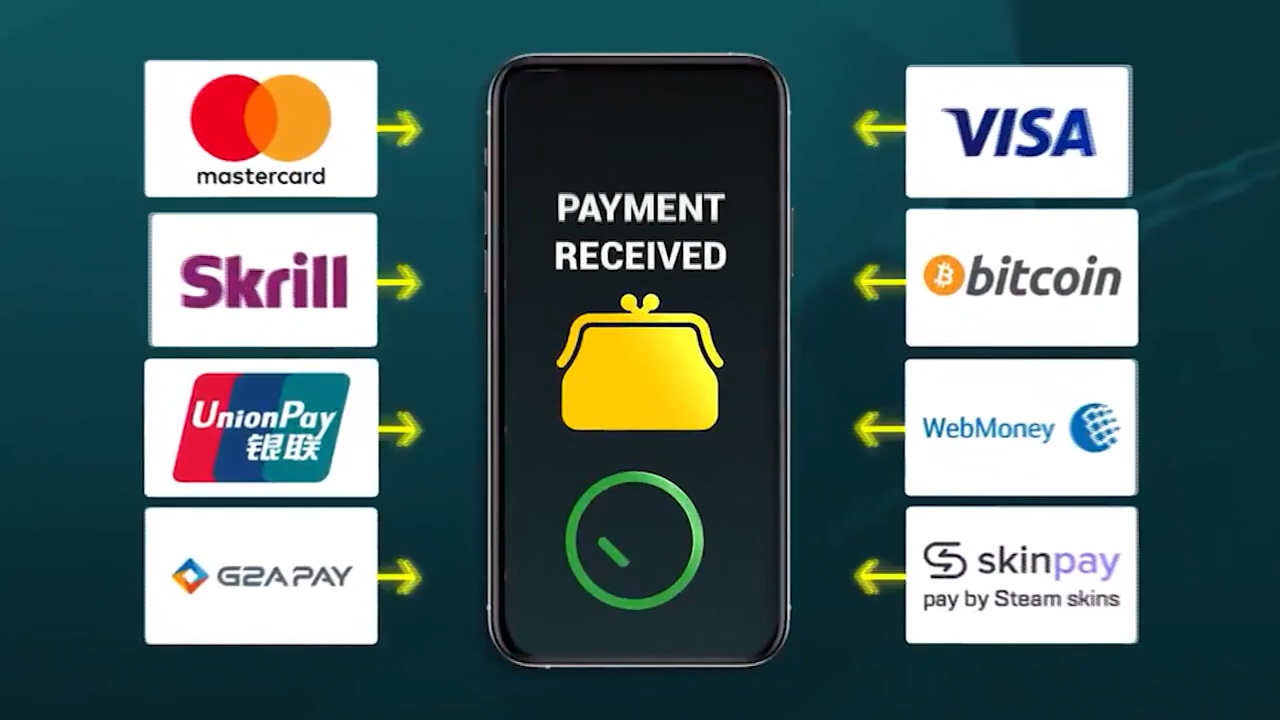 mastercard
Skrill
UnionPay
银联
G2A PAY
PAYMENT
RECEIVED
VISA
bitcoin
WebMoney
skinpay
pay by Steam skins